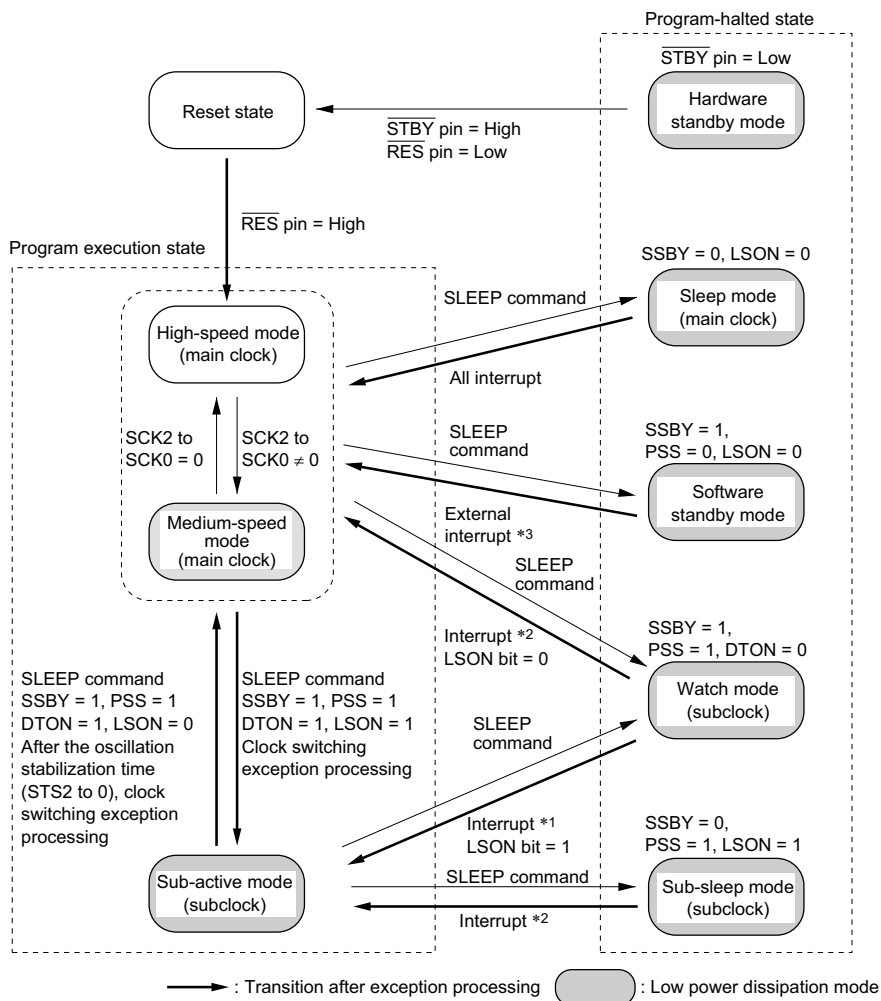 Program-halted state
STBY pin = Low
Reset state
Hardware
standby mode
STBY pin = High
RES pin = Low
RES pin = High
Program execution state
SSBY = 0, LSON = 0
SLEEP command
Sleep mode
(main clock)
High-speed mode
(main clock)
All interrupt
SCK2 to
SCK0 = 0
SCK2 to
SCK0 ≠ 0
SLEEP
command
SSBY = 1,
PSS = 0, LSON = 0
Software
standby mode
Medium-speed
mode
(main clock)
External
interrupt *3
SLEEP
command
Interrupt *2
LSON bit = 0
SSBY = 1,
PSS = 1, DTON = 0
Watch mode
(subclock)
SLEEP command
SSBY = 1, PSS = 1
DTON = 1, LSON = 0
After the oscillation
stabilization time
(STS2 to 0), clock
switching exception
processing
SLEEP command
SSBY = 1, PSS = 1
DTON = 1, LSON = 1
Clock switching
exception processing
SLEEP
command
Interrupt *1
LSON bit = 1
SSBY = 0,
PSS = 1, LSON = 1
Sub-active mode
(subclock)
SLEEP command
Sub-sleep mode
(subclock)
Interrupt *2
: Transition after exception processing
: Low power dissipation mode